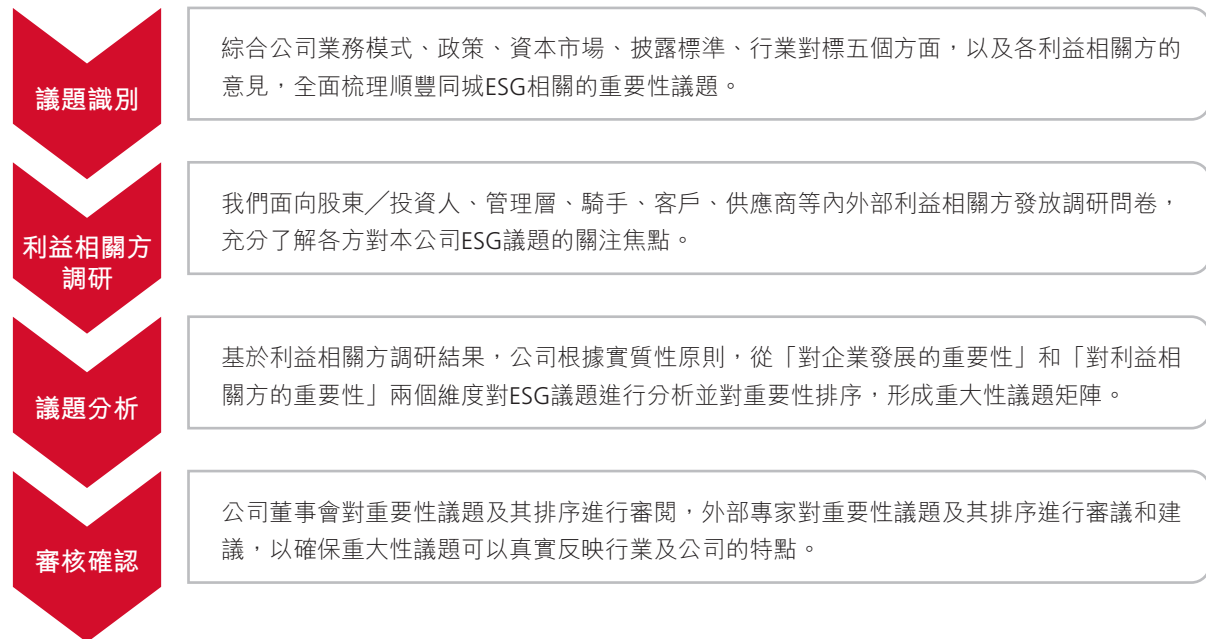 議題識別
綜合公司業務模式、政策、資本市場、披露標準、行業對標五個方面,以及各利益相關方的
意見,全面梳理順豐同城ESG相關的重要性議題。
利益相關方
調研
我們面向股東╱投資人、管理層、騎手、客戶、供應商等內外部利益相關方發放調研問卷,
充分了解各方對本公司ESG議題的關注焦點。
議題分析
基於利益相關方調研結果,公司根據實質性原則,從「對企業發展的重要性」和「對利益相
關方的重要性」兩個維度對ESG議題進行分析並對重要性排序,形成重大性議題矩陣。
審核確認
公司董事會對重要性議題及其排序進行審閱,外部專家對重要性議題及其排序進行審議和建
議,以確保重大性議題可以真實反映行業及公司的特點。